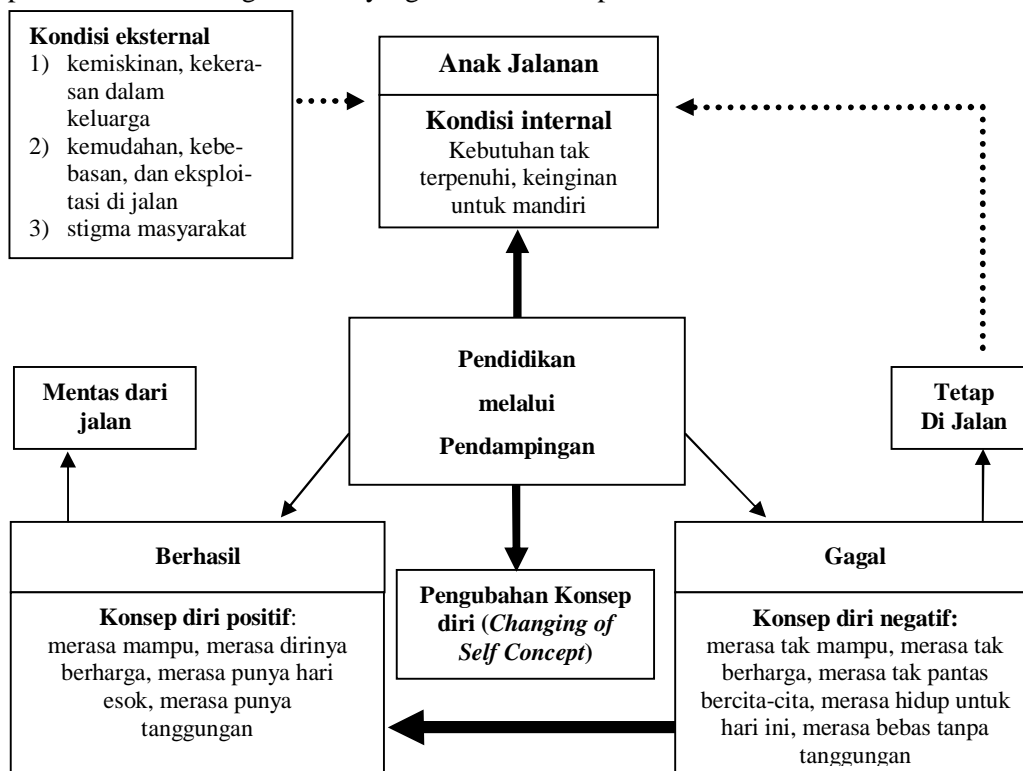 Kondisi eksternal
1) kemiskinan, kekera-
san dalam
keluarga
2) kemudahan, kebe-
basan, dan eksploi-
tasi di jalan
3) stigma masyarakat
Anak Jalanan
Kondisi internal
Kebutuhan tak
terpenuhi, keinginan
untuk mandiri
Pendidikan
melalui
Pendampingan
Mentas dari
jalan
Tetap
Di Jalan
Berhasil
Konsep diri positif:
merasa mampu, merasa dirinya
berharga, merasa punya hari
esok, merasa punya
tanggungan
Pengubahan Konsep
diri (Changing of
Self Concept)
Gagal
Konsep diri negatif:
merasa tak mampu, merasa tak
berharga, merasa tak pantas
bercita-cita, merasa hidup untuk
hari ini, merasa bebas tanpa
tanggungan